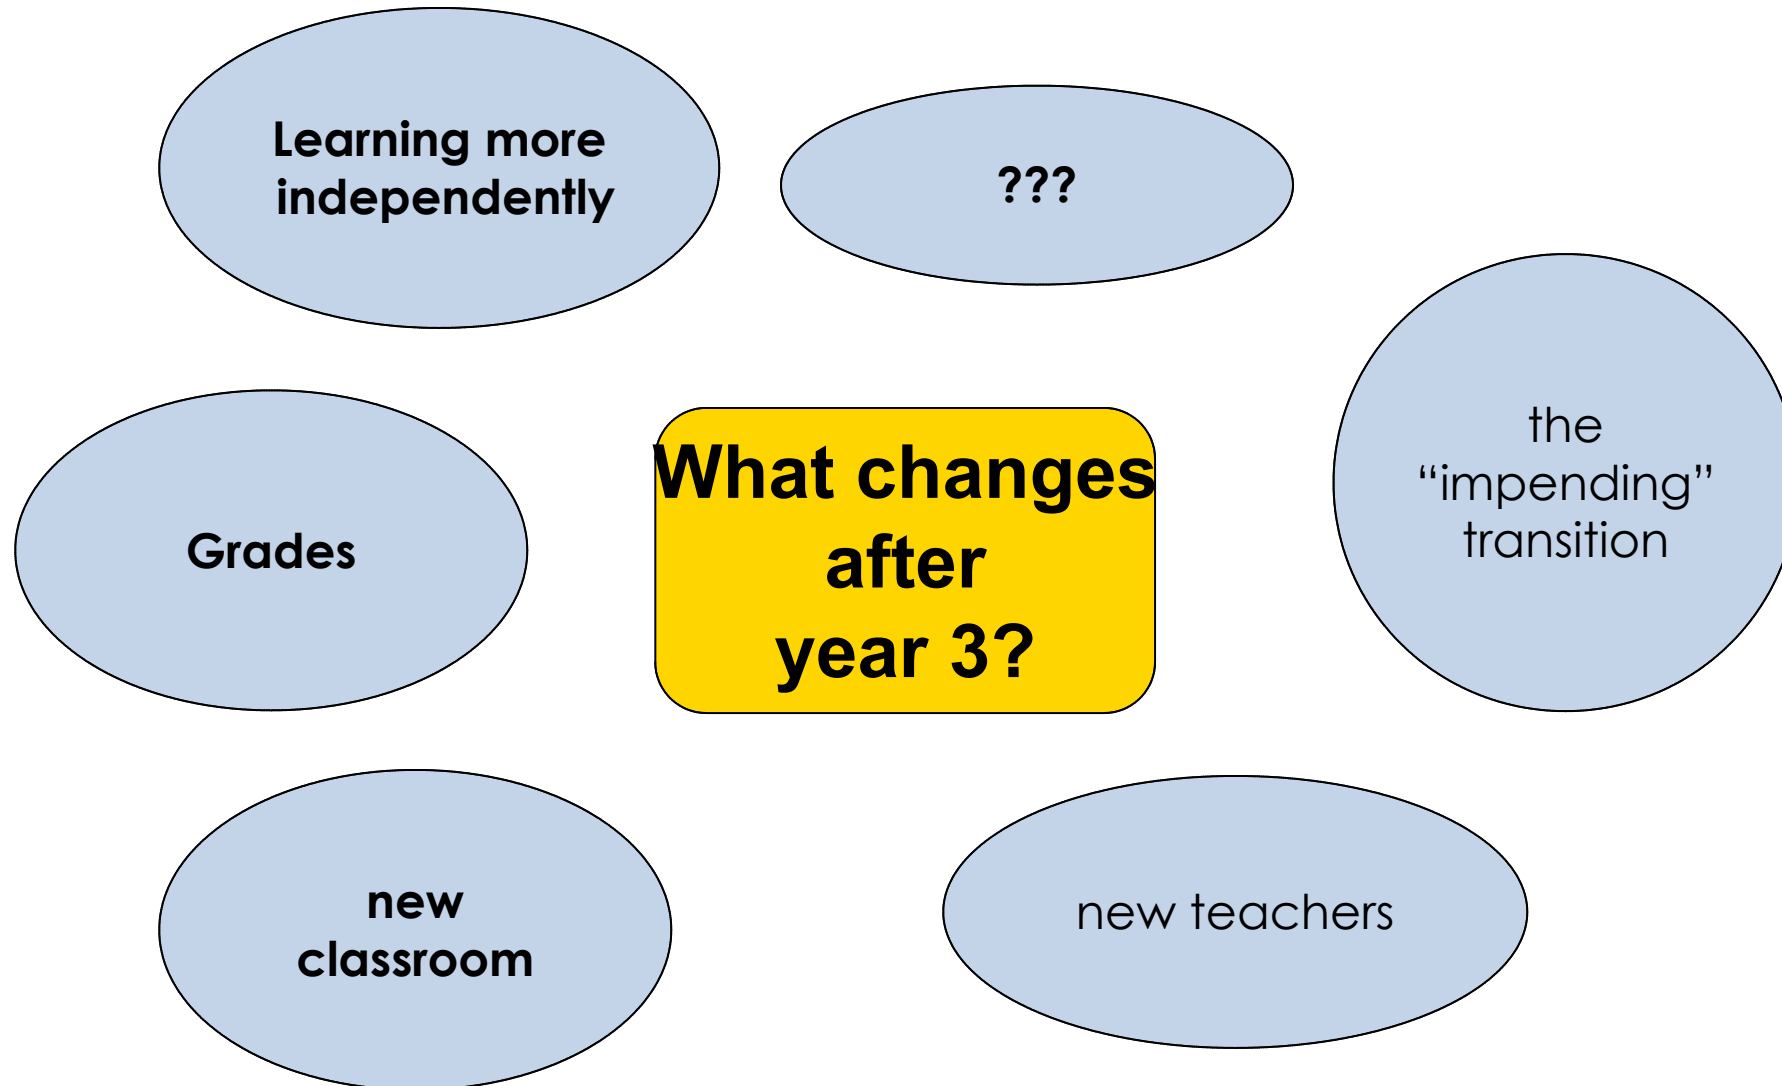 Learning more
independently
???
the
“impending”
transition
Grades
What changes
after
year 3?
new
classroom
new teachers